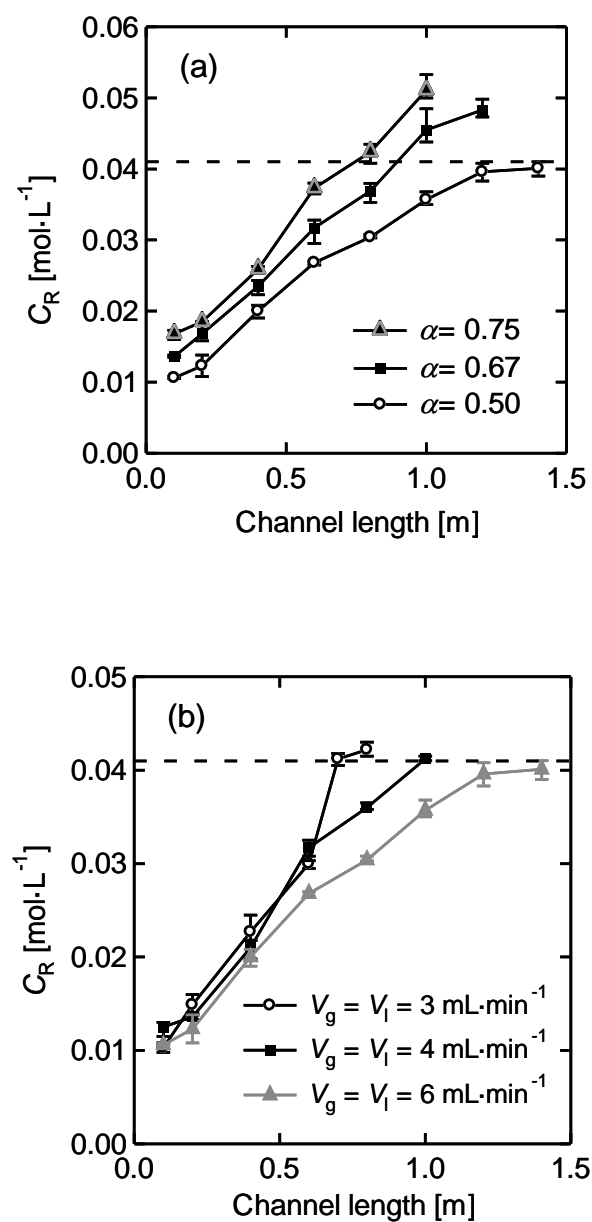 0.06
(a)
0.05
0.04
0.03
0.02
0.01
0.00
C_R [mol·L⁻¹]
α= 0.75
α= 0.67
α= 0.50
0.0 0.5 1.0 1.5
Channel length [m]
0.05
(b)
0.04
0.03
0.02
0.01
0.00
C_R [mol·L⁻¹]
V_g = V_l = 3 mL·min⁻¹
V_g = V_l = 4 mL·min⁻¹
V_g = V_l = 6 mL·min⁻¹
0.0 0.5 1.0 1.5
Channel length [m]